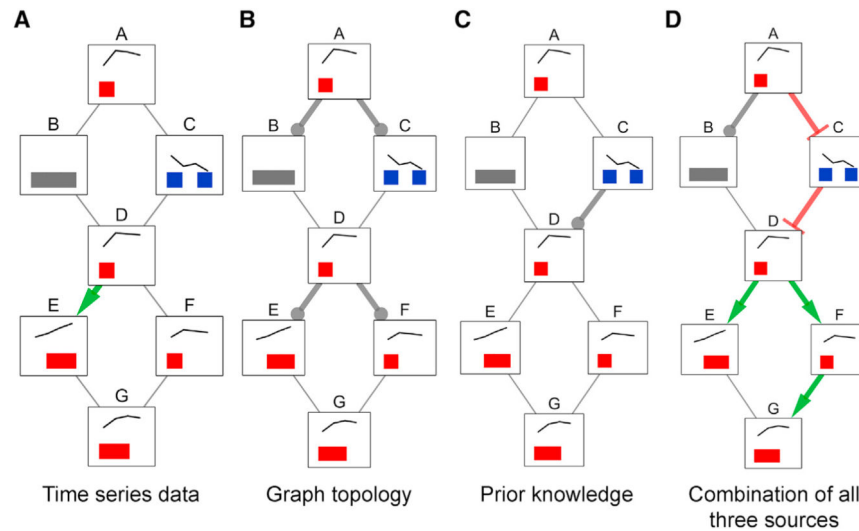 A B C D
A A A A
B C B C B C B C
D D D D
E F E F E F E F
G G G G
Time series data Graph topology Prior knowledge Combination of all
three sources